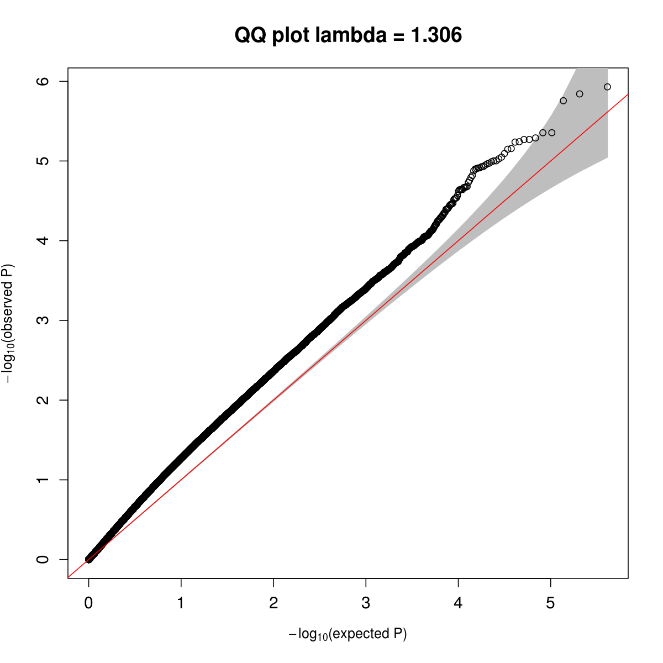 QQ plot lambda = 1.306
6
5
4
3
2
1
0
−log10(observed P)
0 1 2 3 4 5
−log10(expected P)